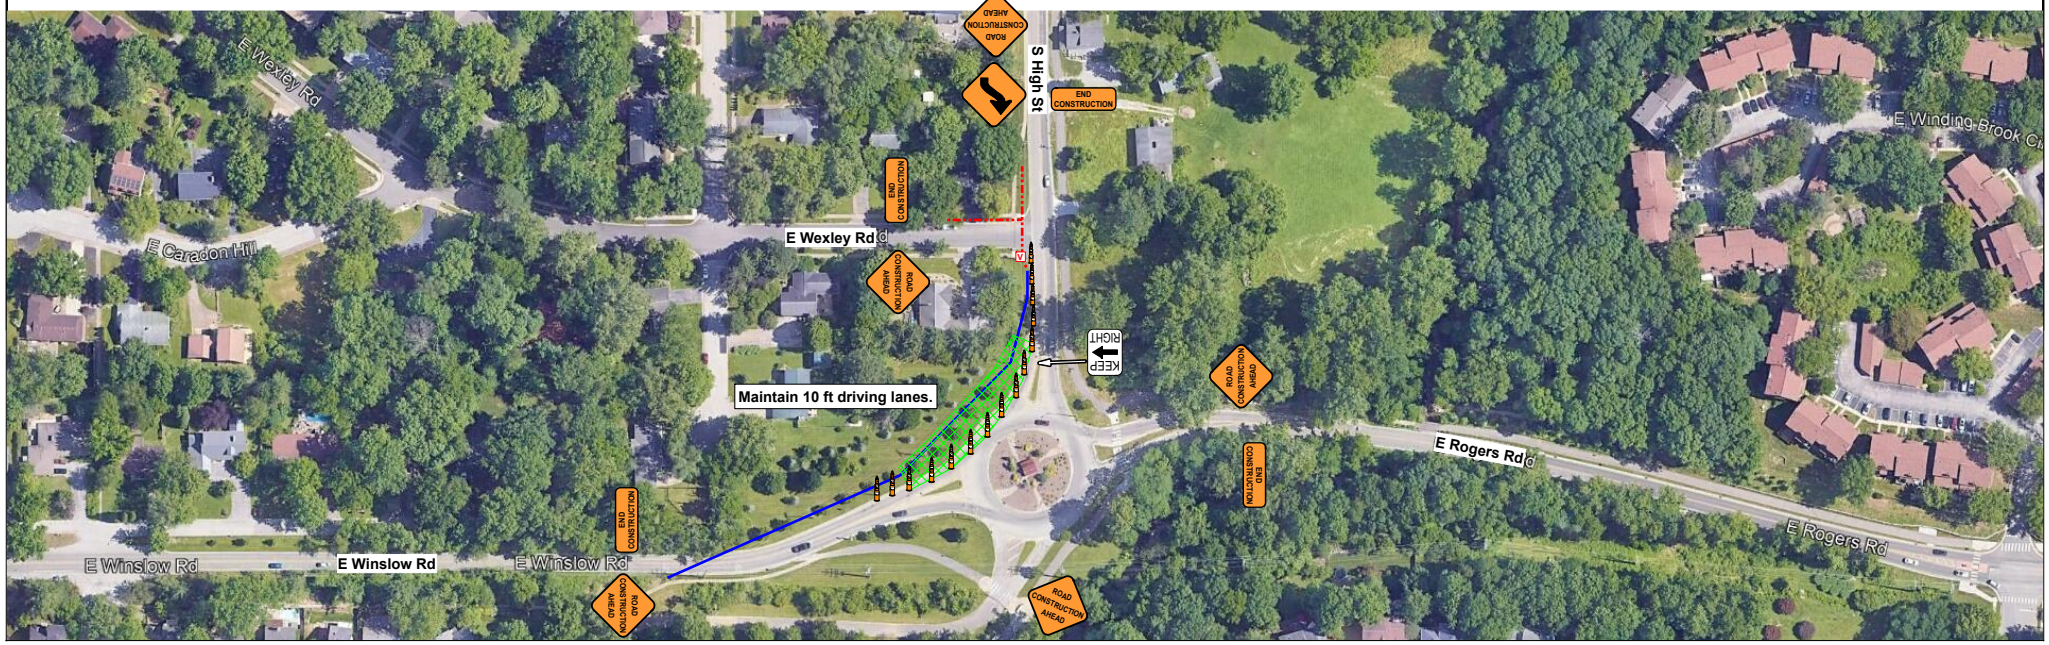 ROAD
CONSTRUCTION
AHEAD
S High St
END
CONSTRUCTION
E Wexley Rd
E Winding Brook Ci
END
CONSTRUCTION
E Wexley Rd
E Caradon Hill
V
ROAD
CONSTRUCTION
AHEAD
KEEP
RIGHT
ROAD
CONSTRUCTION
AHEAD
Maintain 10 ft driving lanes.
E Rogers Rd
END
CONSTRUCTION
END
CONSTRUCTION
E Rogers Rd
E Winslow Rd
E Winslow Rd
E Winslow Rd
ROAD
CONSTRUCTION
AHEAD
ROAD
CONSTRUCTION
AHEAD